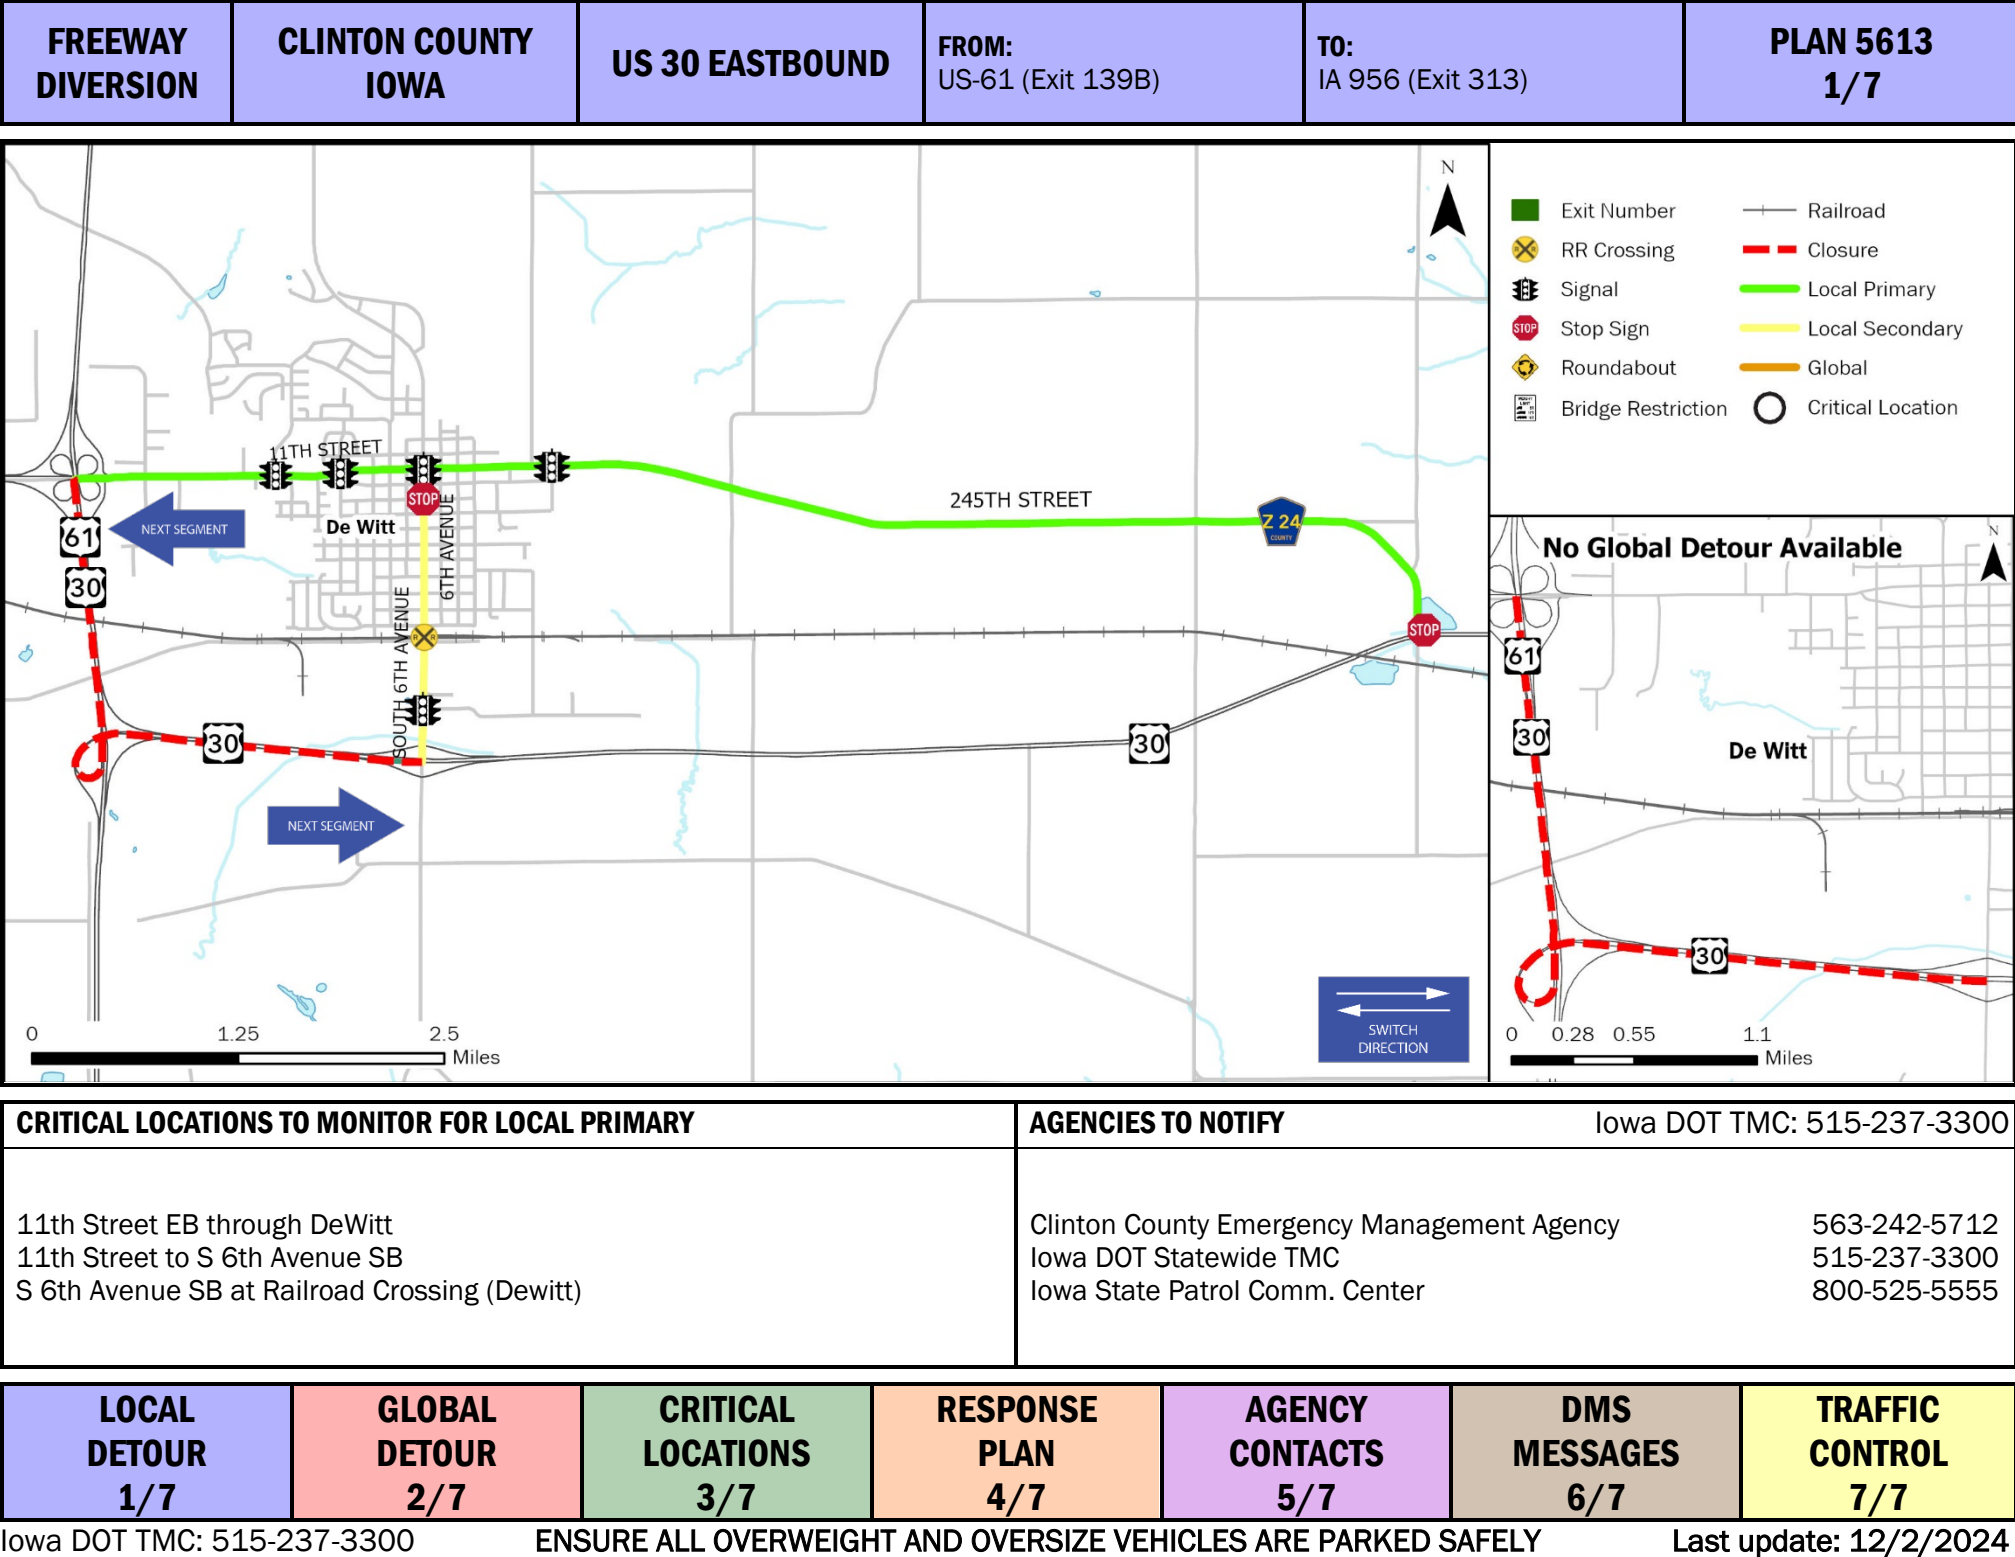 FREEWAY
DIVERSION
CLINTON COUNTY
IOWA
US 30 EASTBOUND
FROM:
US-61 (Exit 139B)
TO:
IA 956 (Exit 313)
PLAN 5613
1/7
N
11TH STREET
STOP
6TH AVENUE
De Witt
NEXT SEGMENT
61
30
245TH STREET
Z 24
COUNTY
STOP
R R
SOUTH 6TH AVENUE
30
30
NEXT SEGMENT
SWITCH
DIRECTION
0 1.25 2.5
Miles
Exit Number
RR Crossing
Signal
STOP Stop Sign
Roundabout
Bridge Restriction
Railroad
Closure
Local Primary
Local Secondary
Global
Critical Location
No Global Detour Available
N
61
30
De Witt
30
0 0.28 0.55 1.1
Miles
CRITICAL LOCATIONS TO MONITOR FOR LOCAL PRIMARY
11th Street EB through DeWitt
11th Street to S 6th Avenue SB
S 6th Avenue SB at Railroad Crossing (Dewitt)
AGENCIES TO NOTIFY Iowa DOT TMC: 515-237-3300
Clinton County Emergency Management Agency 563-242-5712
Iowa DOT Statewide TMC 515-237-3300
Iowa State Patrol Comm. Center 800-525-5555
LOCAL
DETOUR
1/7
GLOBAL
DETOUR
2/7
CRITICAL
LOCATIONS
3/7
RESPONSE
PLAN
4/7
AGENCY
CONTACTS
5/7
DMS
MESSAGES
6/7
TRAFFIC
CONTROL
7/7
Iowa DOT TMC: 515-237-3300 ENSURE ALL OVERWEIGHT AND OVERSIZE VEHICLES ARE PARKED SAFELY Last update: 12/2/2024